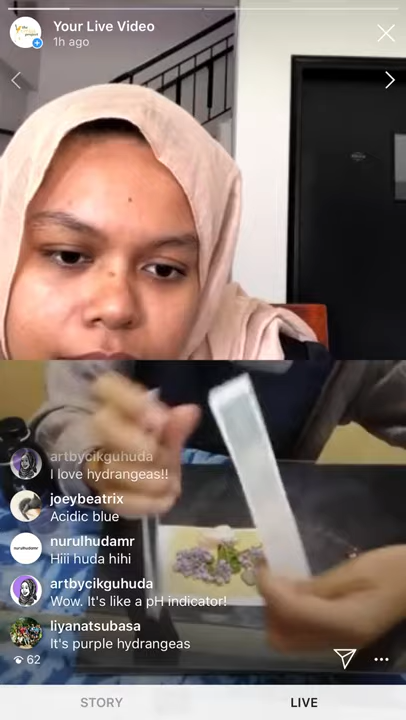 Your Live Video
1h ago
artbycikguhuda
I love hydrangeas!!
joeybeatrix
Acidic blue
nurulhudamr
nurulhudamr
Hiii huda hihi
artbycikguhuda
Wow. It's like a pH indicator!
liyanatsubasa
It's purple hydrangeas
62
STORY
LIVE